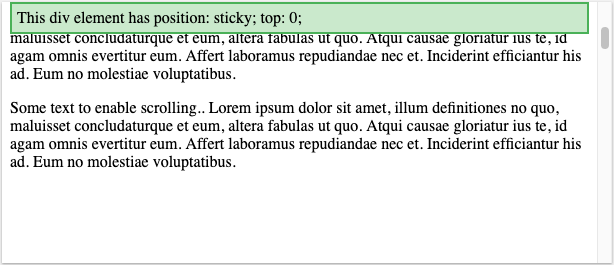 This div element has position: sticky; top: 0;
maluisset concludaturque et eum, altera fabulas ut quo. Atqui causae gloriatur ius te, id
agam omnis evertitur eum. Affert laboramus repudiandae nec et. Inciderint efficiantur his
ad. Eum no molestiae voluptatibus.
Some text to enable scrolling.. Lorem ipsum dolor sit amet, illum definitiones no quo,
maluisset concludaturque et eum, altera fabulas ut quo. Atqui causae gloriatur ius te, id
agam omnis evertitur eum. Affert laboramus repudiandae nec et. Inciderint efficiantur his
ad. Eum no molestiae voluptatibus.